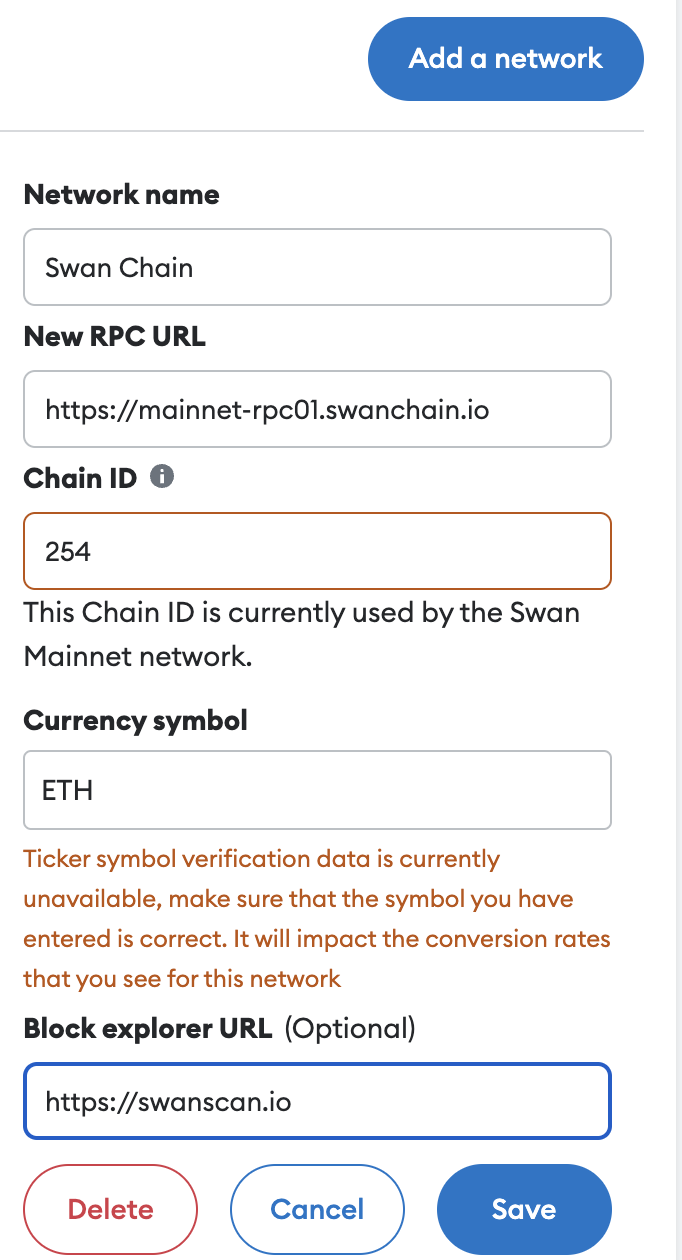 Add a network
Network name
Swan Chain
New RPC URL
https://mainnet-rpc01.swanchain.io
Chain ID
254
This Chain ID is currently used by the Swan
Mainnet network.
Currency symbol
ETH
Ticker symbol verification data is currently
unavailable, make sure that the symbol you have
entered is correct. It will impact the conversion rates
that you see for this network
Block explorer URL (Optional)
https://swanscan.io
Delete Cancel Save